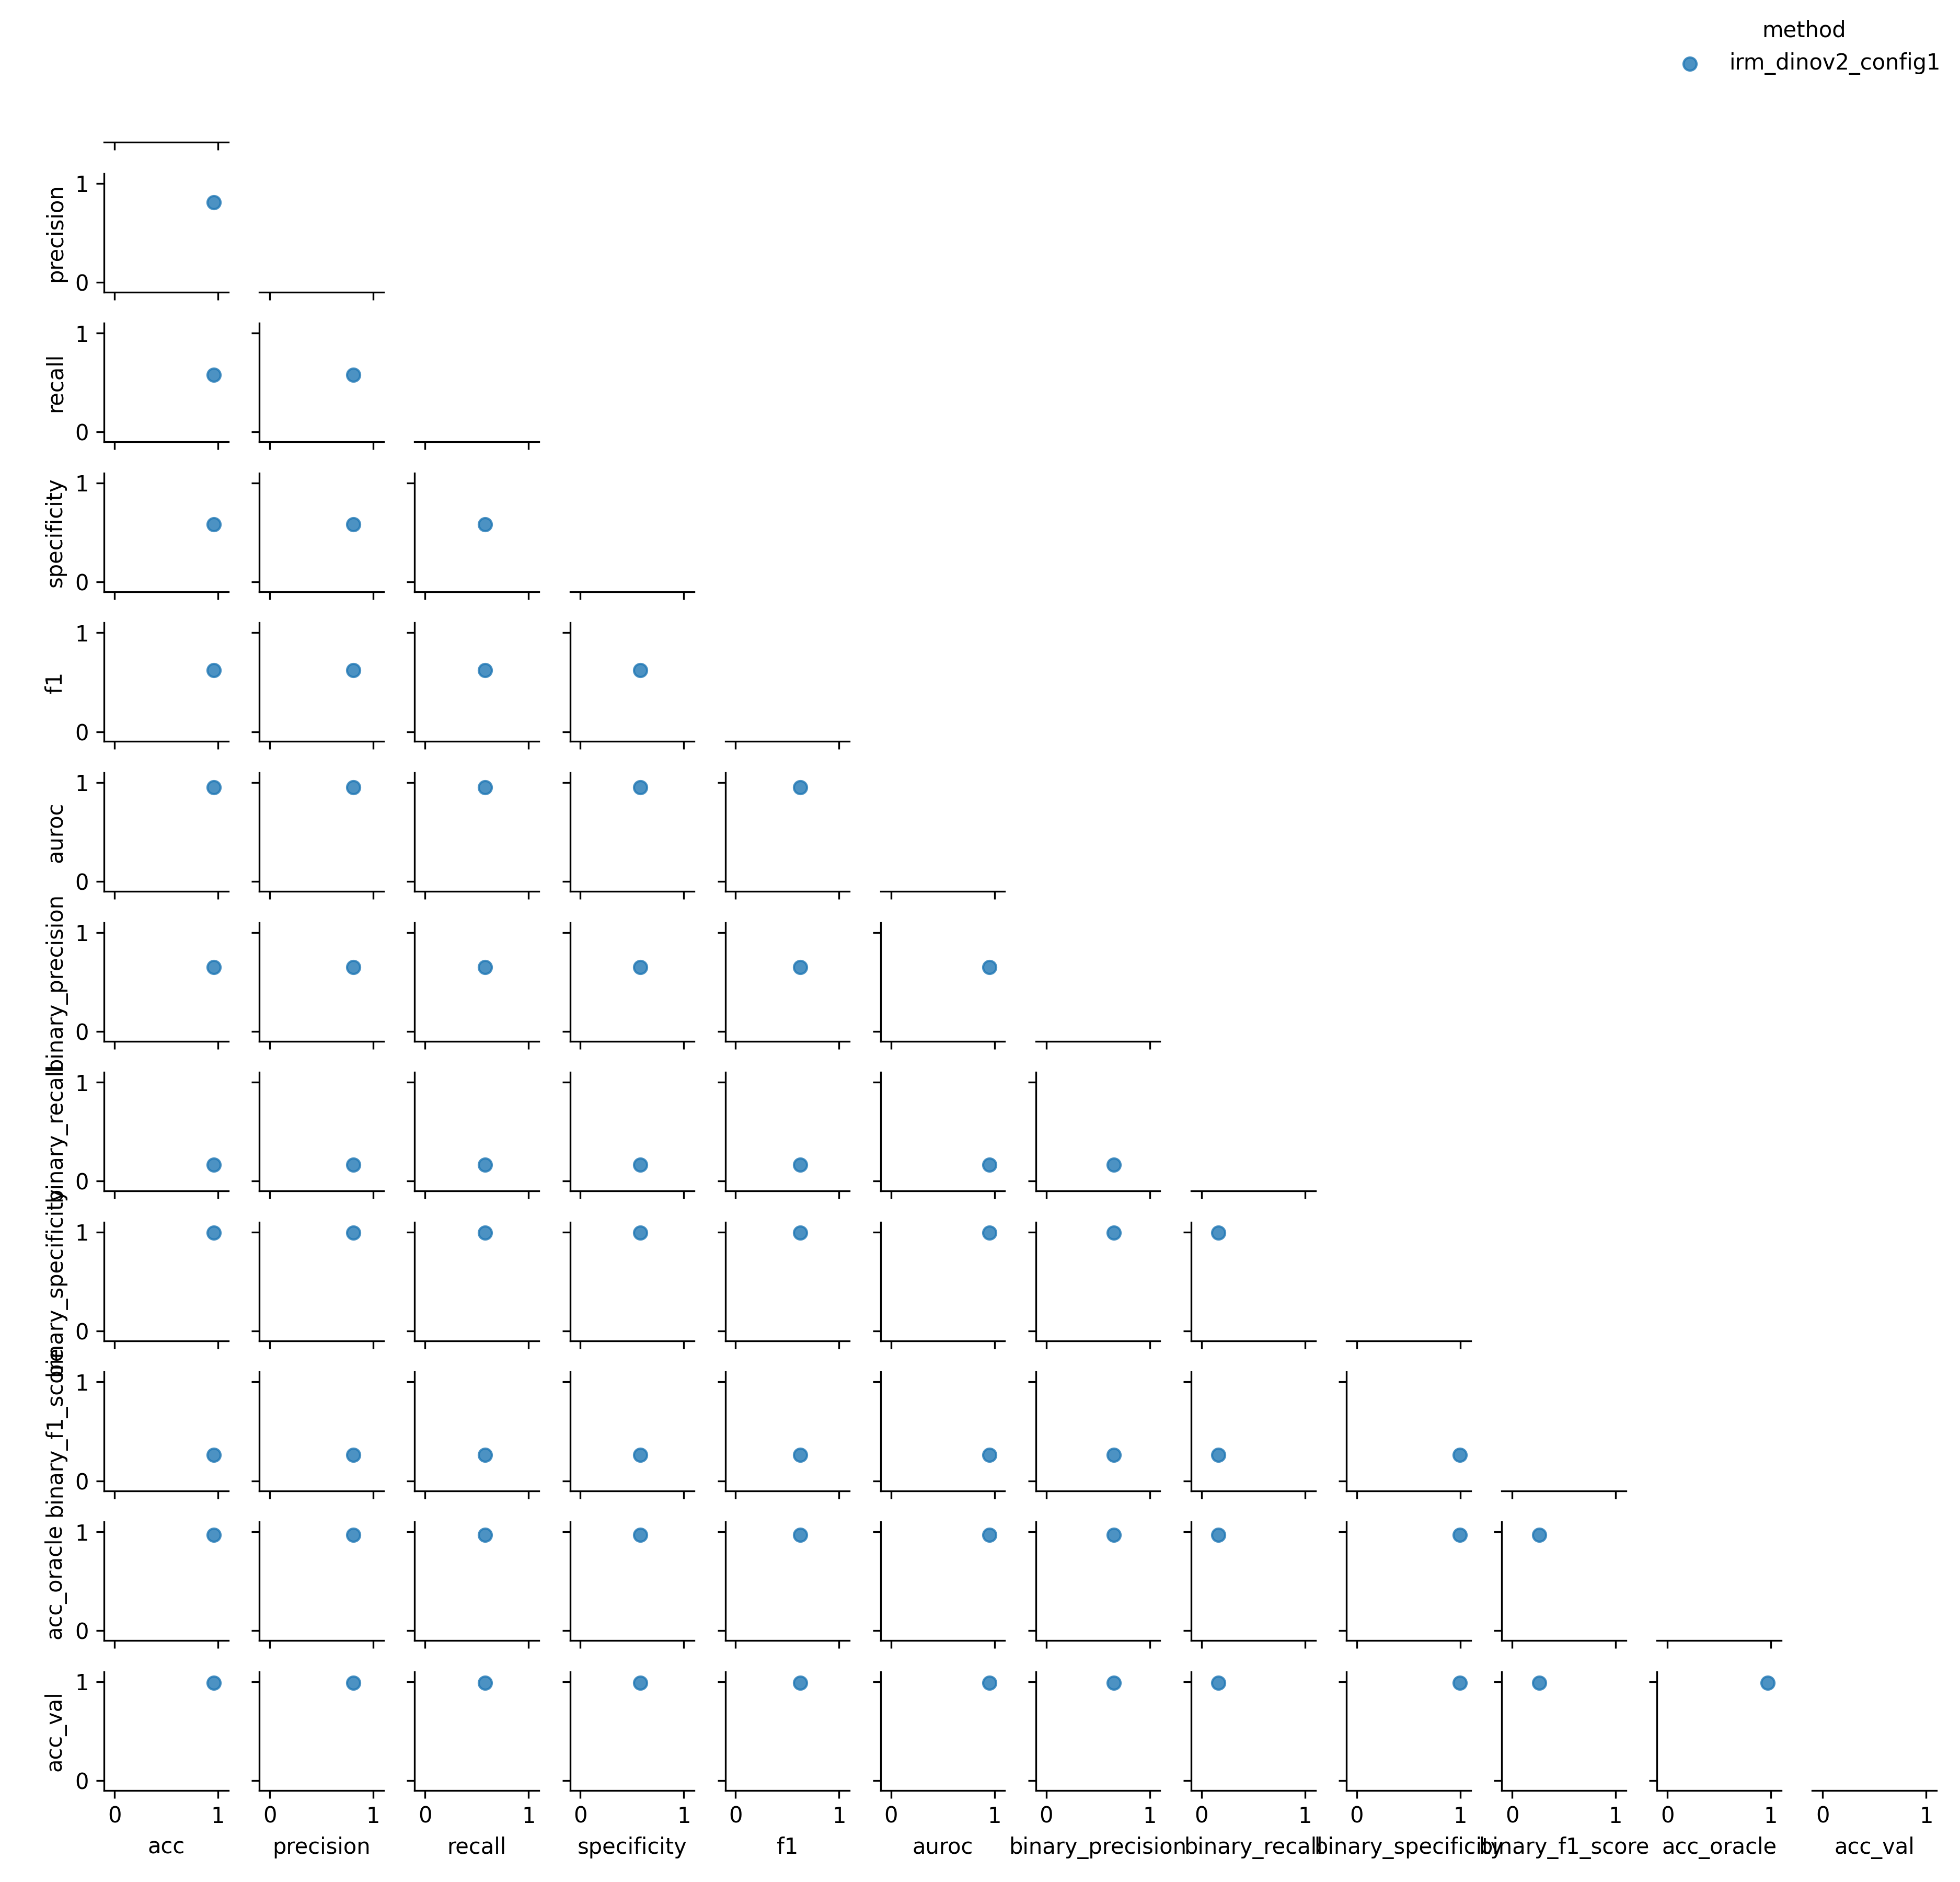 method
irm_dinov2_config1
precision
1
0
recall
1
0
specificity
1
0
f1
1
0
auroc
1
0
binary_precision
1
0
binary_recall
1
0
binary_specificity
1
0
binary_f1_score
1
0
acc_oracle
1
0
acc_val
1
0
0 1 0 1 0 1 0 1 0 1 0 1 0 1 0 1 0 1 0 1 0 1 0 1
acc precision recall specificity f1 auroc binary_precision binary_recall binary_specificity binary_f1_score acc_oracle acc_val